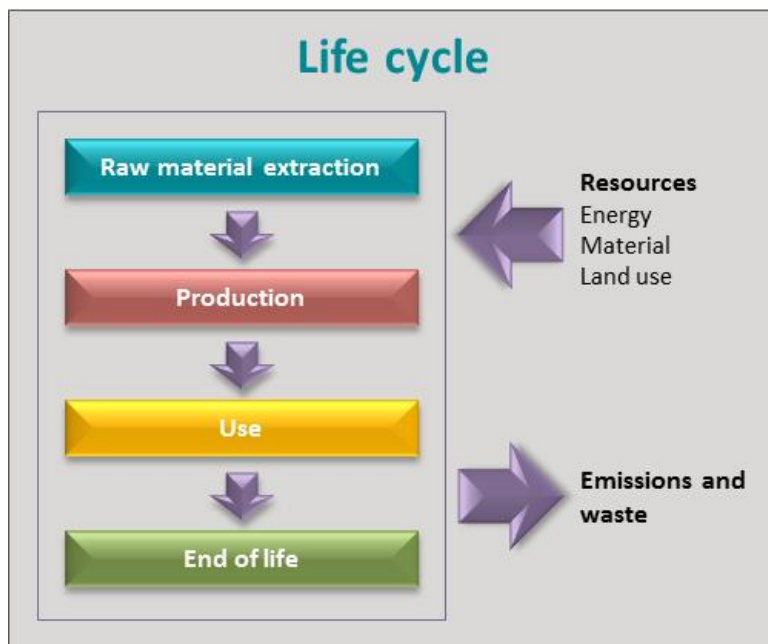 Life cycle
Raw material extraction
Production
Use
End of life
Resources
Energy
Material
Land use
Emissions and
waste